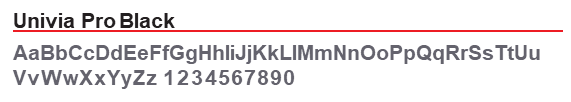 Univia Pro Black
AaBbCcDdEeFfGgHhIiJjKkLlMmNnOoPpQqRrSsTtUu
VvWwXxYyZz 1234567890